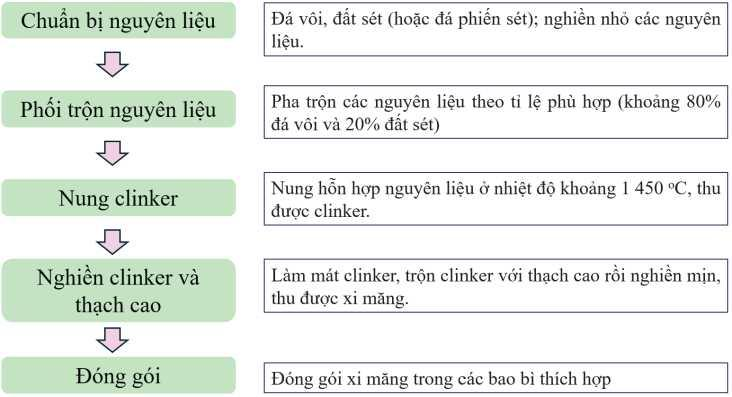 Chuẩn bị nguyên liệu
Đá vôi, đất sét (hoặc đá phiến sét); nghiền nhỏ các nguyên
liệu.
Phối trộn nguyên liệu
Pha trộn các nguyên liệu theo tỉ lệ phù hợp (khoảng 80%
đá vôi và 20% đất sét)
Nung clinker
Nung hỗn hợp nguyên liệu ở nhiệt độ khoảng 1 450 °C, thu
được clinker.
Nghiền clinker và
thạch cao
Làm mát clinker, trộn clinker với thạch cao rồi nghiền mịn,
thu được xi măng.
Đóng gói
Đóng gói xi măng trong các bao bì thích hợp